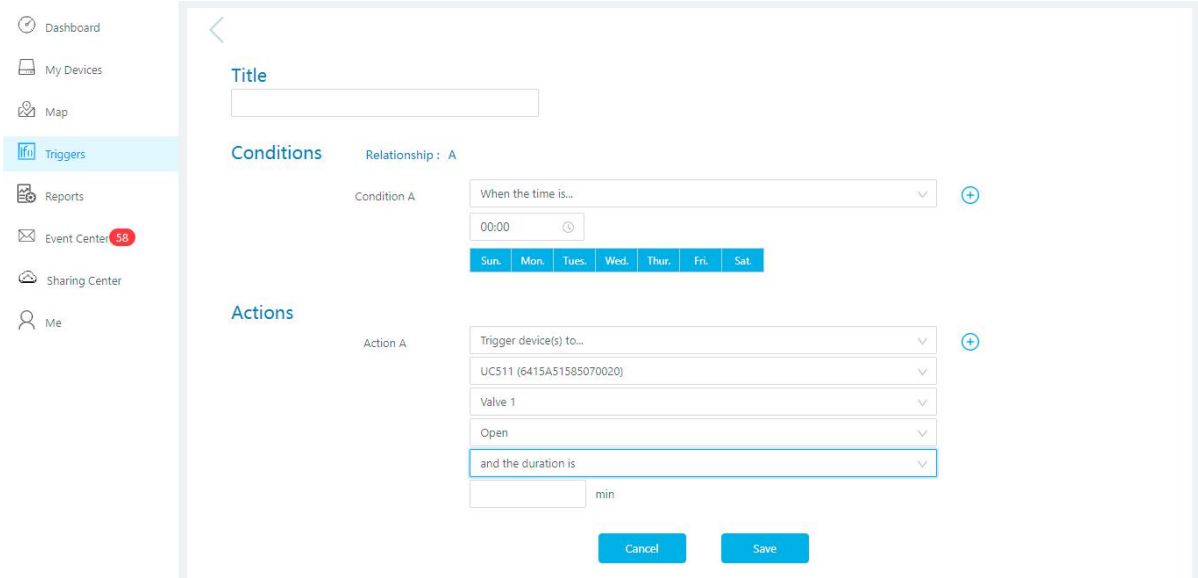 Dashboard
My Devices
Map
Triggers
Reports
Event Center 58
Sharing Center
Me
Title
Conditions Relationship : A
Condition A When the time is...
00:00
Sun. Mon. Tues. Wed. Thur. Fri. Sat.
Actions
Action A Trigger device(s) to...
UC511 (6415A51585070020)
Valve 1
Open
and the duration is
min
Cancel Save